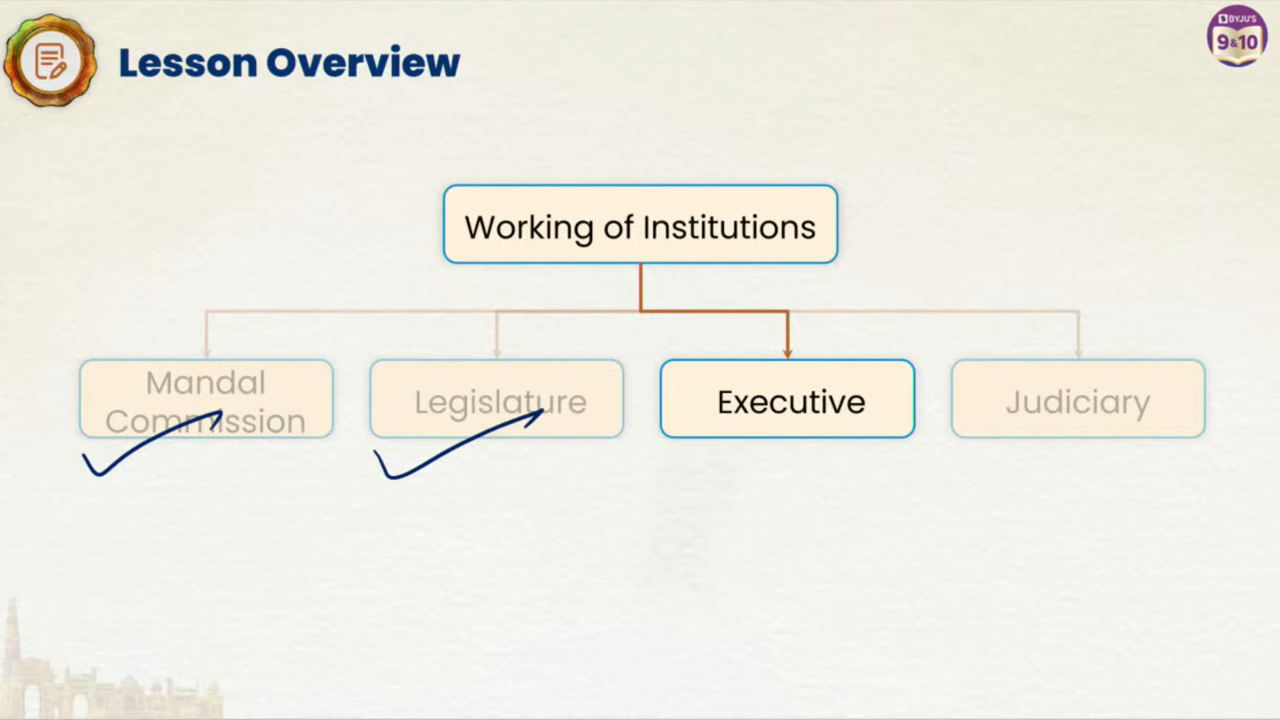 Lesson Overview
BYJU'S
9&10
Working of Institutions
Mandal
Commission
Legislature
Executive
Judiciary